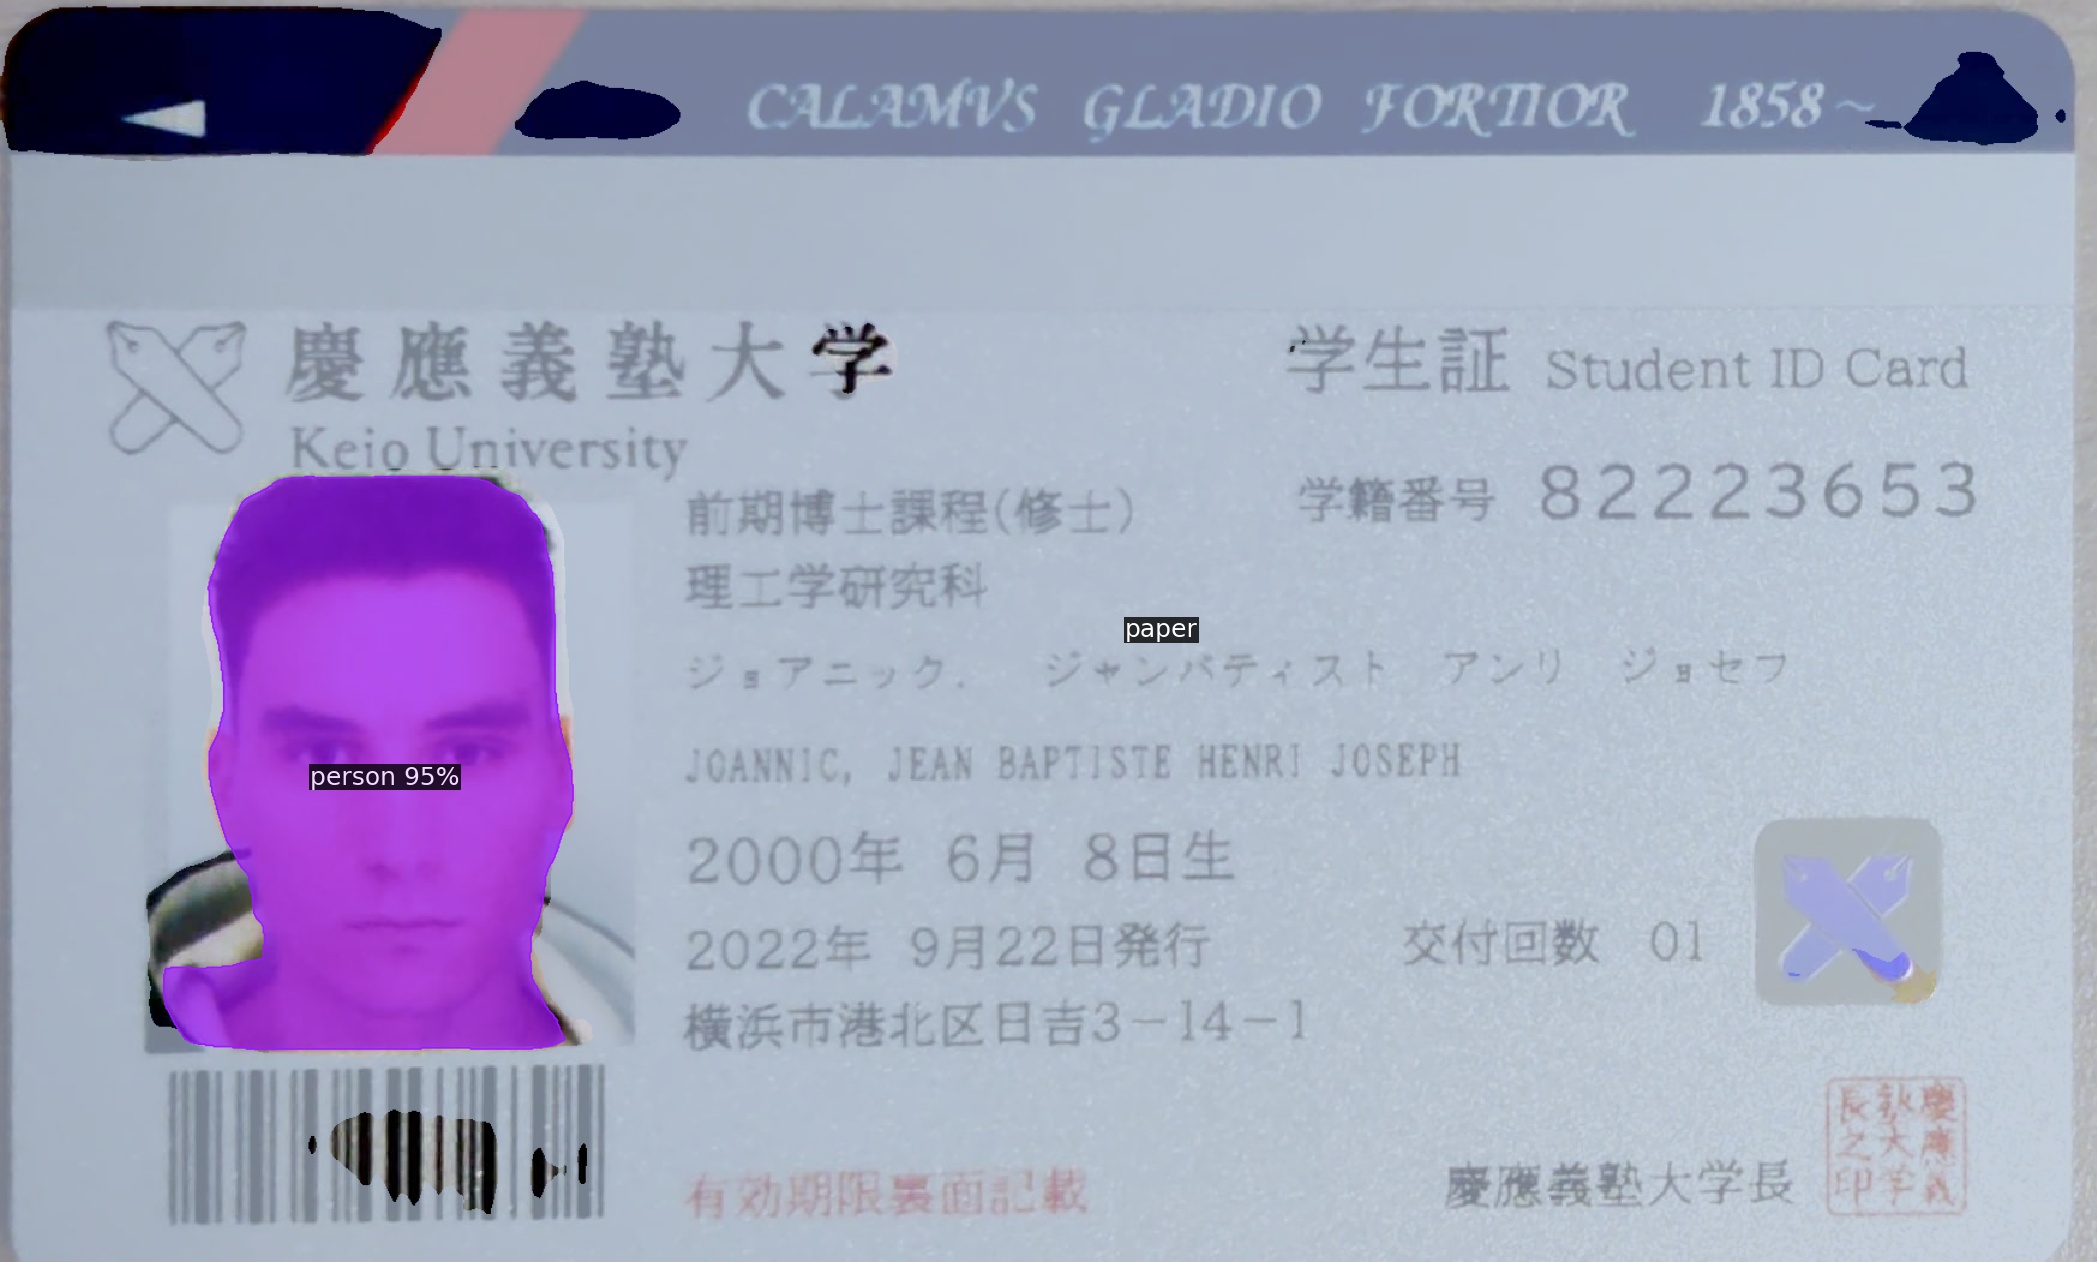 CALAMVS GLADIO FORTIOR 1858~
慶應義塾大学
Keio University
学生証 Student ID Card
学籍番号 82223653
前期博士課程(修士)
理工学研究科
ジョアニック, ジャンバティスト アンリ ジョセフ
paper
JOANNIC, JEAN BAPTISTE HENRI JOSEPH
person 95%
2000年 6月 8日生
2022年 9月22日発行
交付回数 01
横浜市港北区日吉3-14-1
有効期限裏面記載
慶應義塾大学長
慶應義塾大学長之印